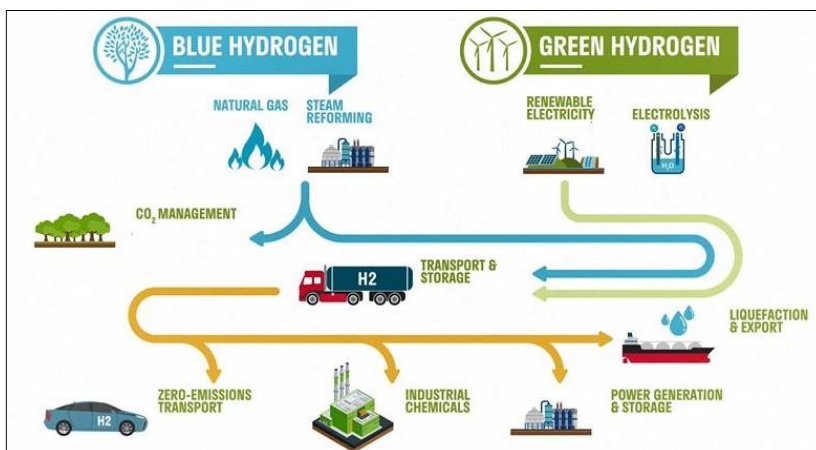 BLUE HYDROGEN
GREEN HYDROGEN
NATURAL GAS
STEAM
REFORMING
RENEWABLE
ELECTRICITY
ELECTROLYSIS
H₂O
CO₂ MANAGEMENT
H2
TRANSPORT &
STORAGE
LIQUEFACTION
& EXPORT
H2
ZERO-EMISSIONS
TRANSPORT
INDUSTRIAL
CHEMICALS
POWER GENERATION
& STORAGE